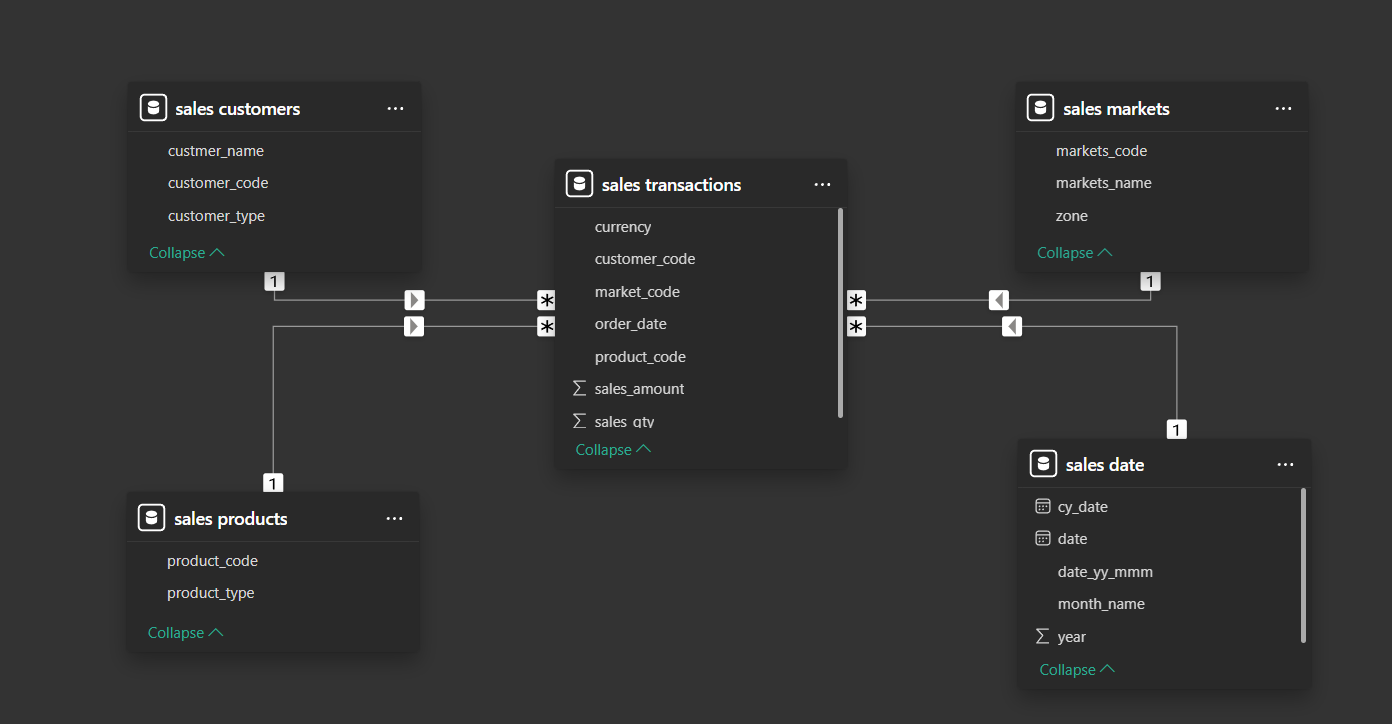 sales customers
custmer_name
customer_code
customer_type
Collapse
1
sales transactions
currency
customer_code
market_code
order_date
product_code
sales_amount
sales_qty
Collapse
*
*
*
*
sales markets
markets_code
markets_name
zone
Collapse
1
sales products
product_code
product_type
Collapse
1
sales date
cy_date
date
date_yy_mmm
month_name
year
Collapse
1